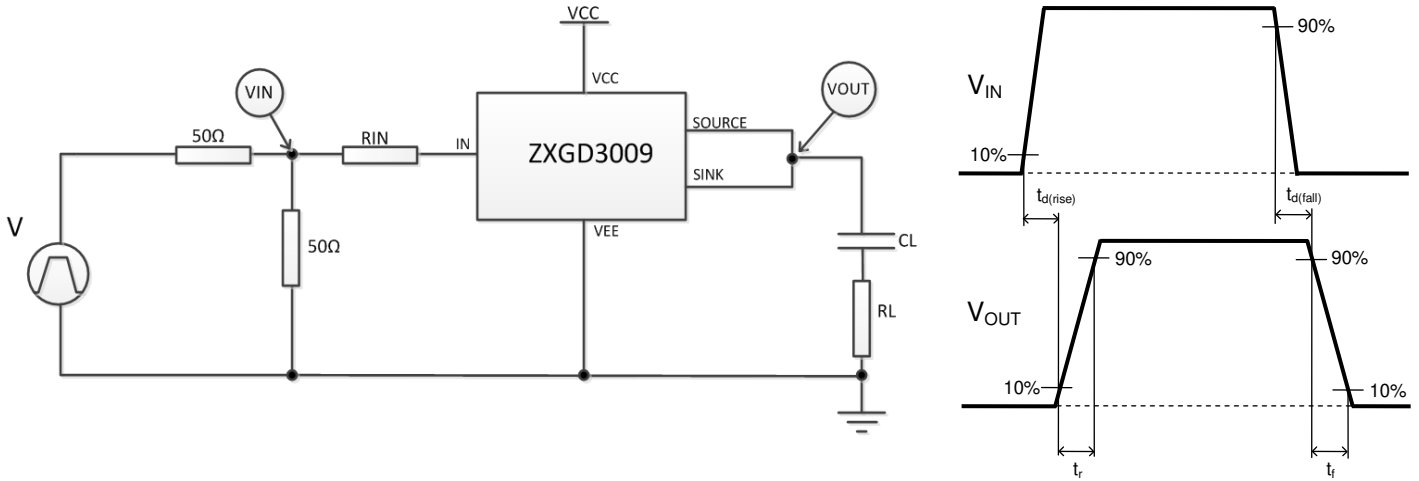 VCC
VCC
VIN
VOUT
50Ω
RIN
IN
ZXGD3009
SOURCE
SINK
V
50Ω
VEE
CL
RL
VIN
90%
10%
td(rise)
td(fall)
VOUT
90%
90%
10%
10%
tr
tf